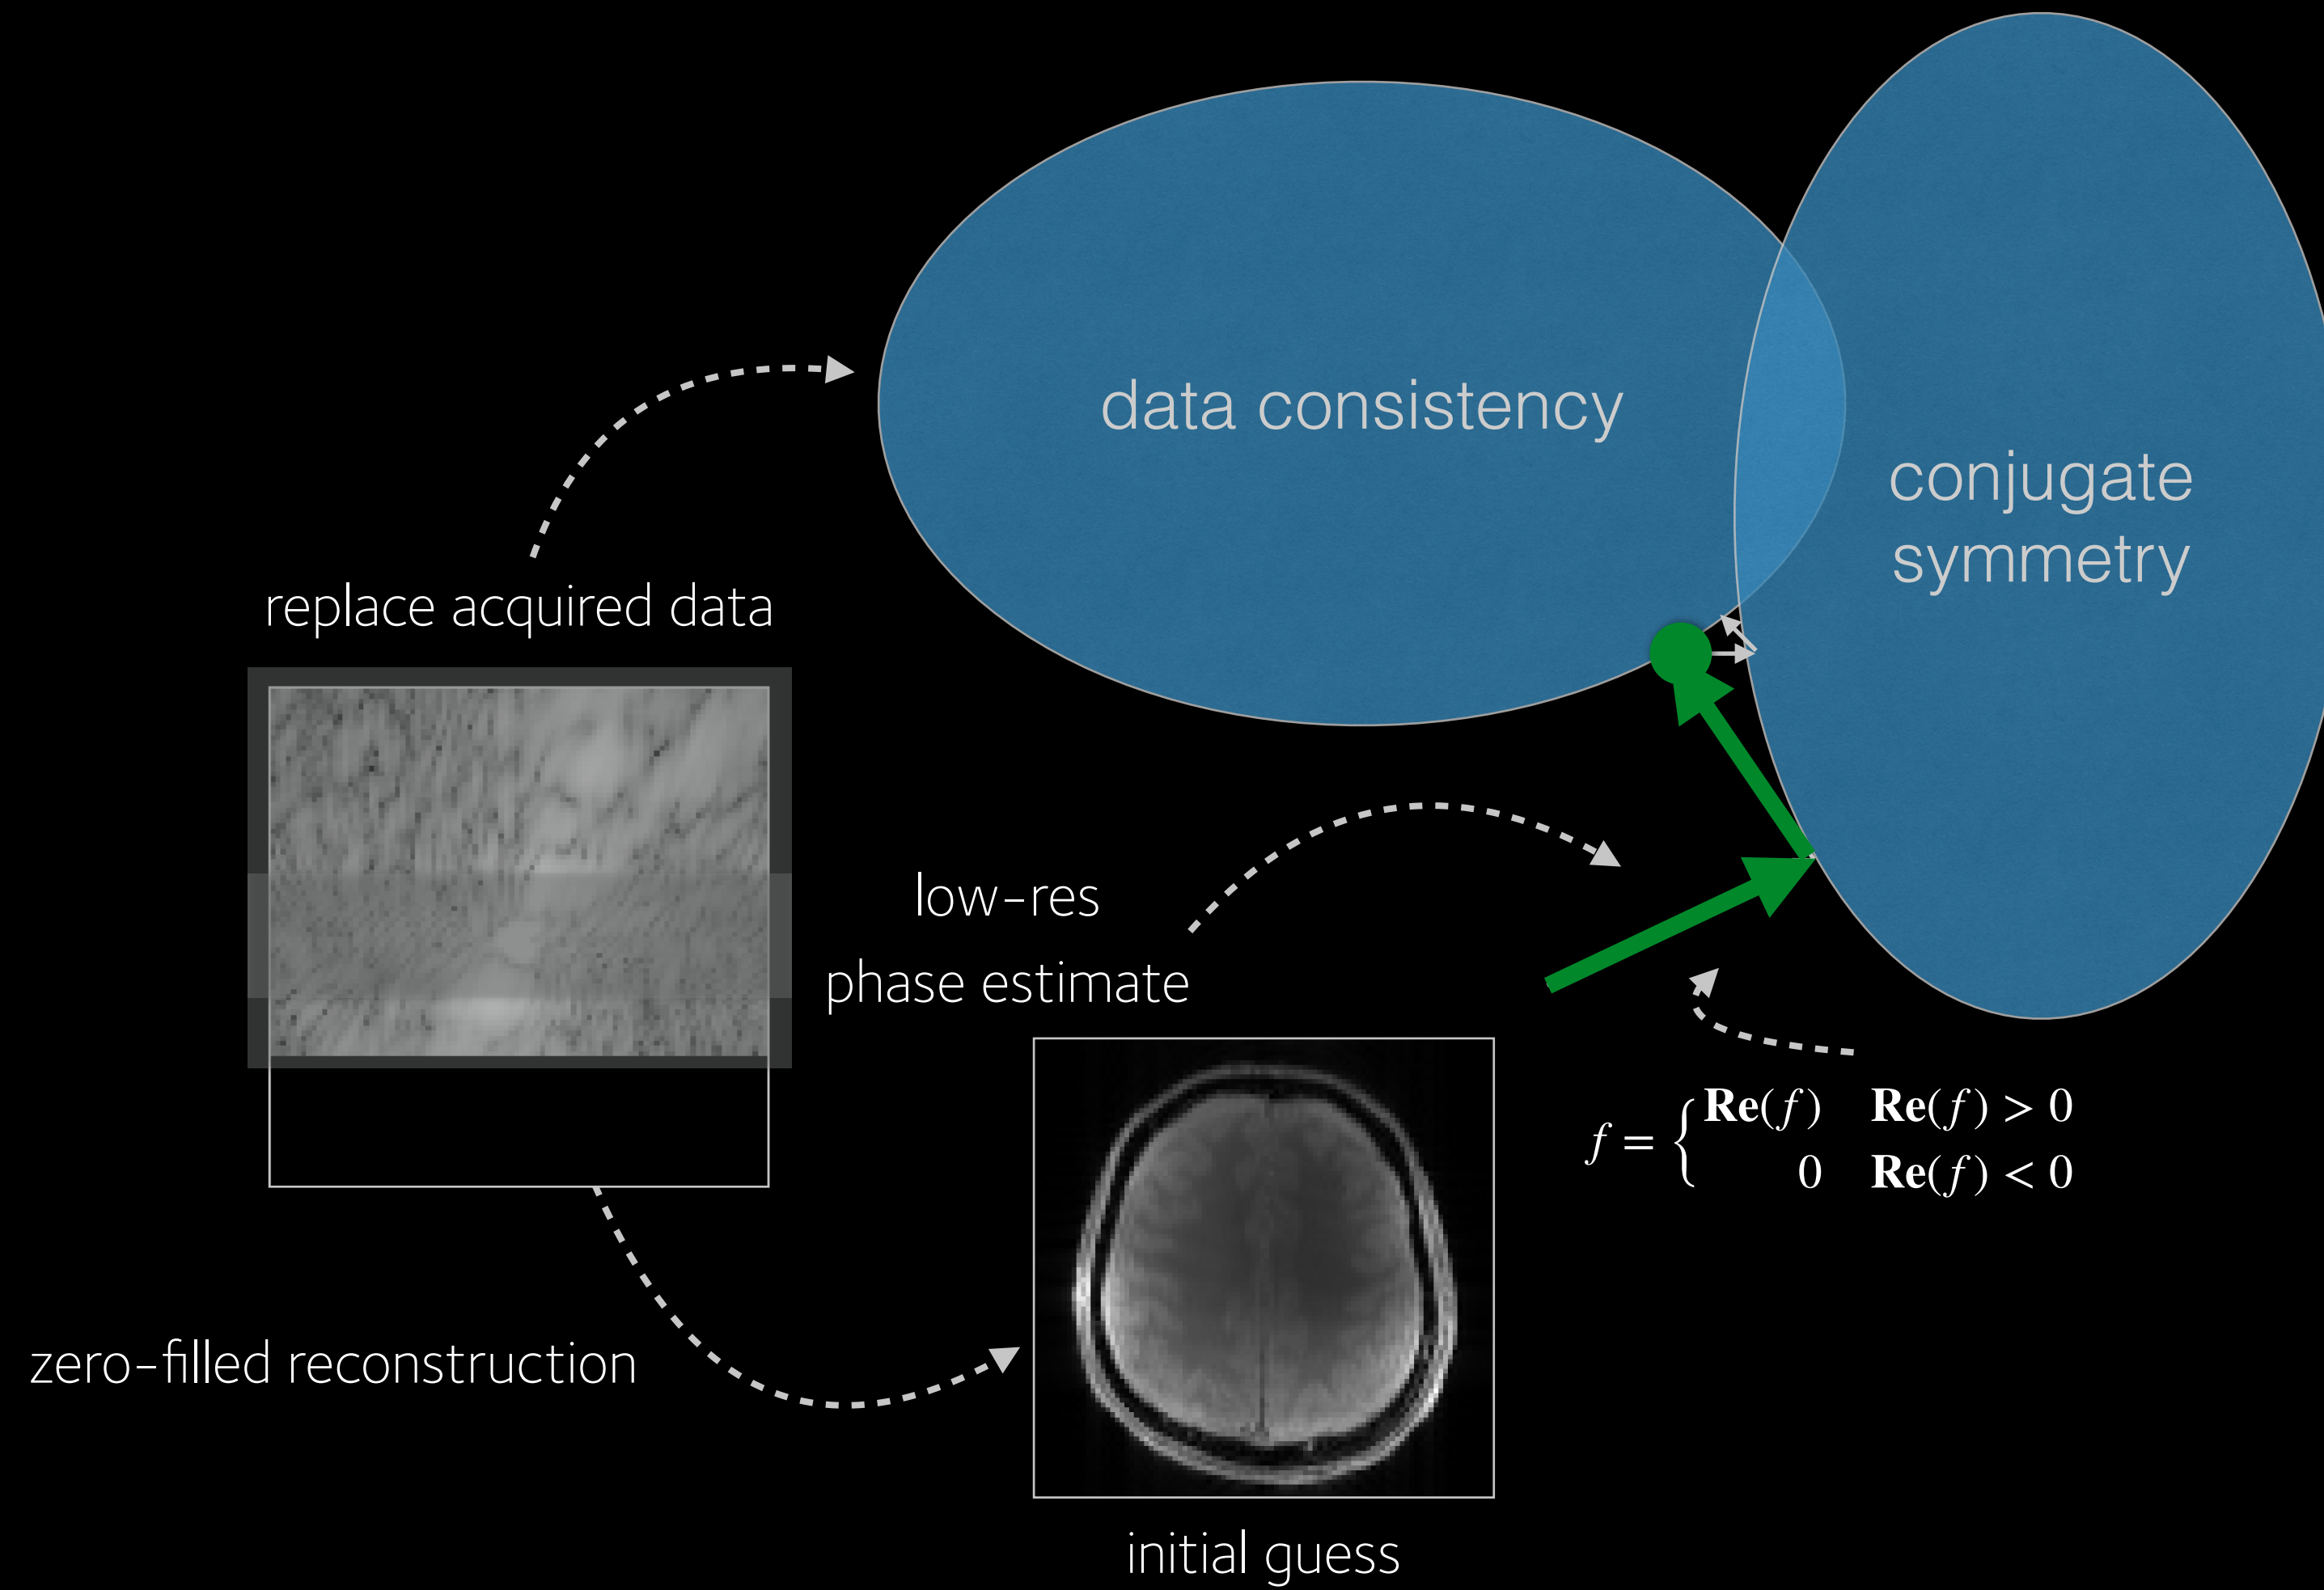 data consistency
conjugate
symmetry
replace acquired data
low-res
phase estimate
f = { Re(f) Re(f) > 0
0 Re(f) < 0
zero-filled reconstruction
initial guess